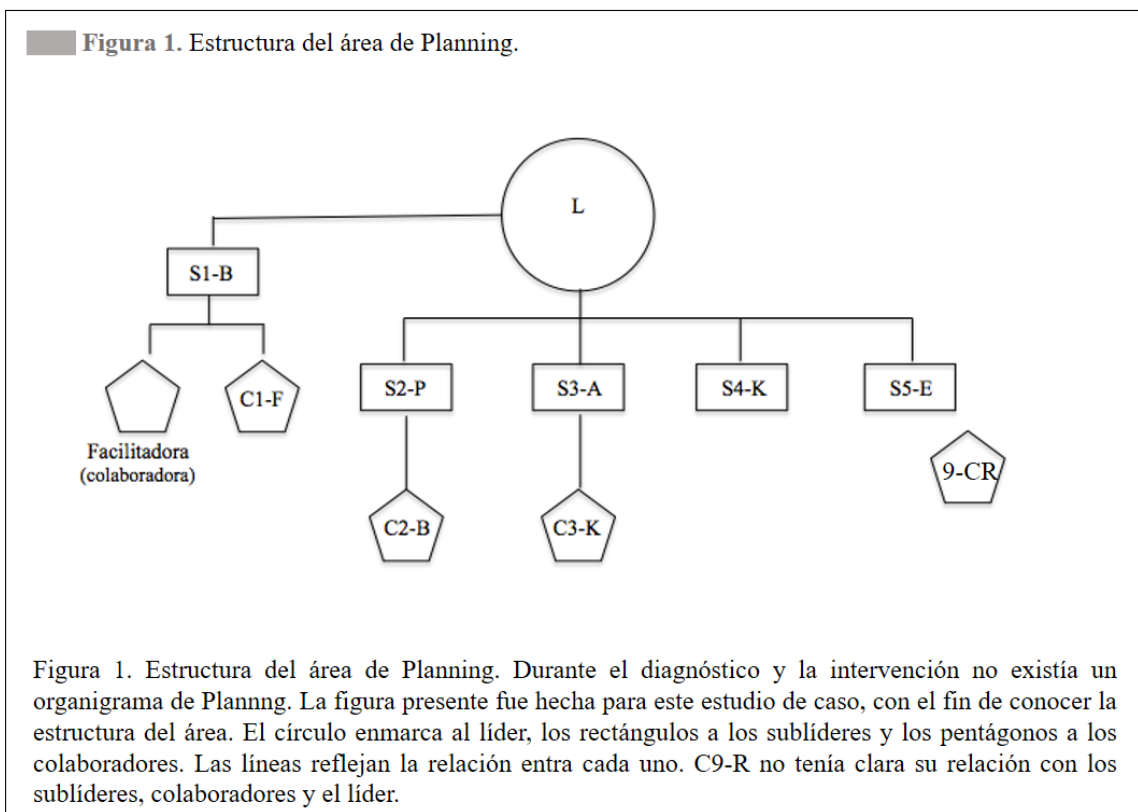 Figura 1. Estructura del área de Planning.
L
S1-B
C1-F
Facilitadora
(colaboradora)
S2-P
S3-A
S4-K
S5-E
9-CR
C2-B
C3-K
Figura 1. Estructura del área de Planning. Durante el diagnóstico y la intervención no existía un
organigrama de Plannng. La figura presente fue hecha para este estudio de caso, con el fin de conocer la
estructura del área. El círculo enmarca al líder, los rectángulos a los sublíderes y los pentágonos a los
colaboradores. Las líneas reflejan la relación entra cada uno. C9-R no tenía clara su relación con los
sublíderes, colaboradores y el líder.